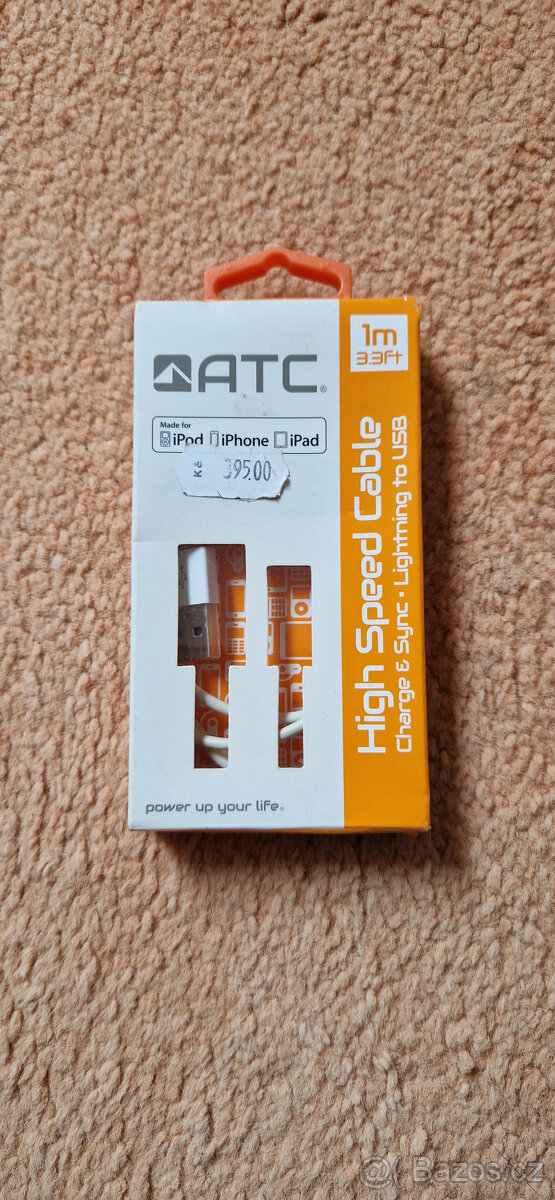 1m
3.3ft
ATC®
Made for
iPod iPhone iPad
Kč 395.00
High Speed Cable
Charge & Sync · Lightning to USB
power up your life®
Bazos.cz